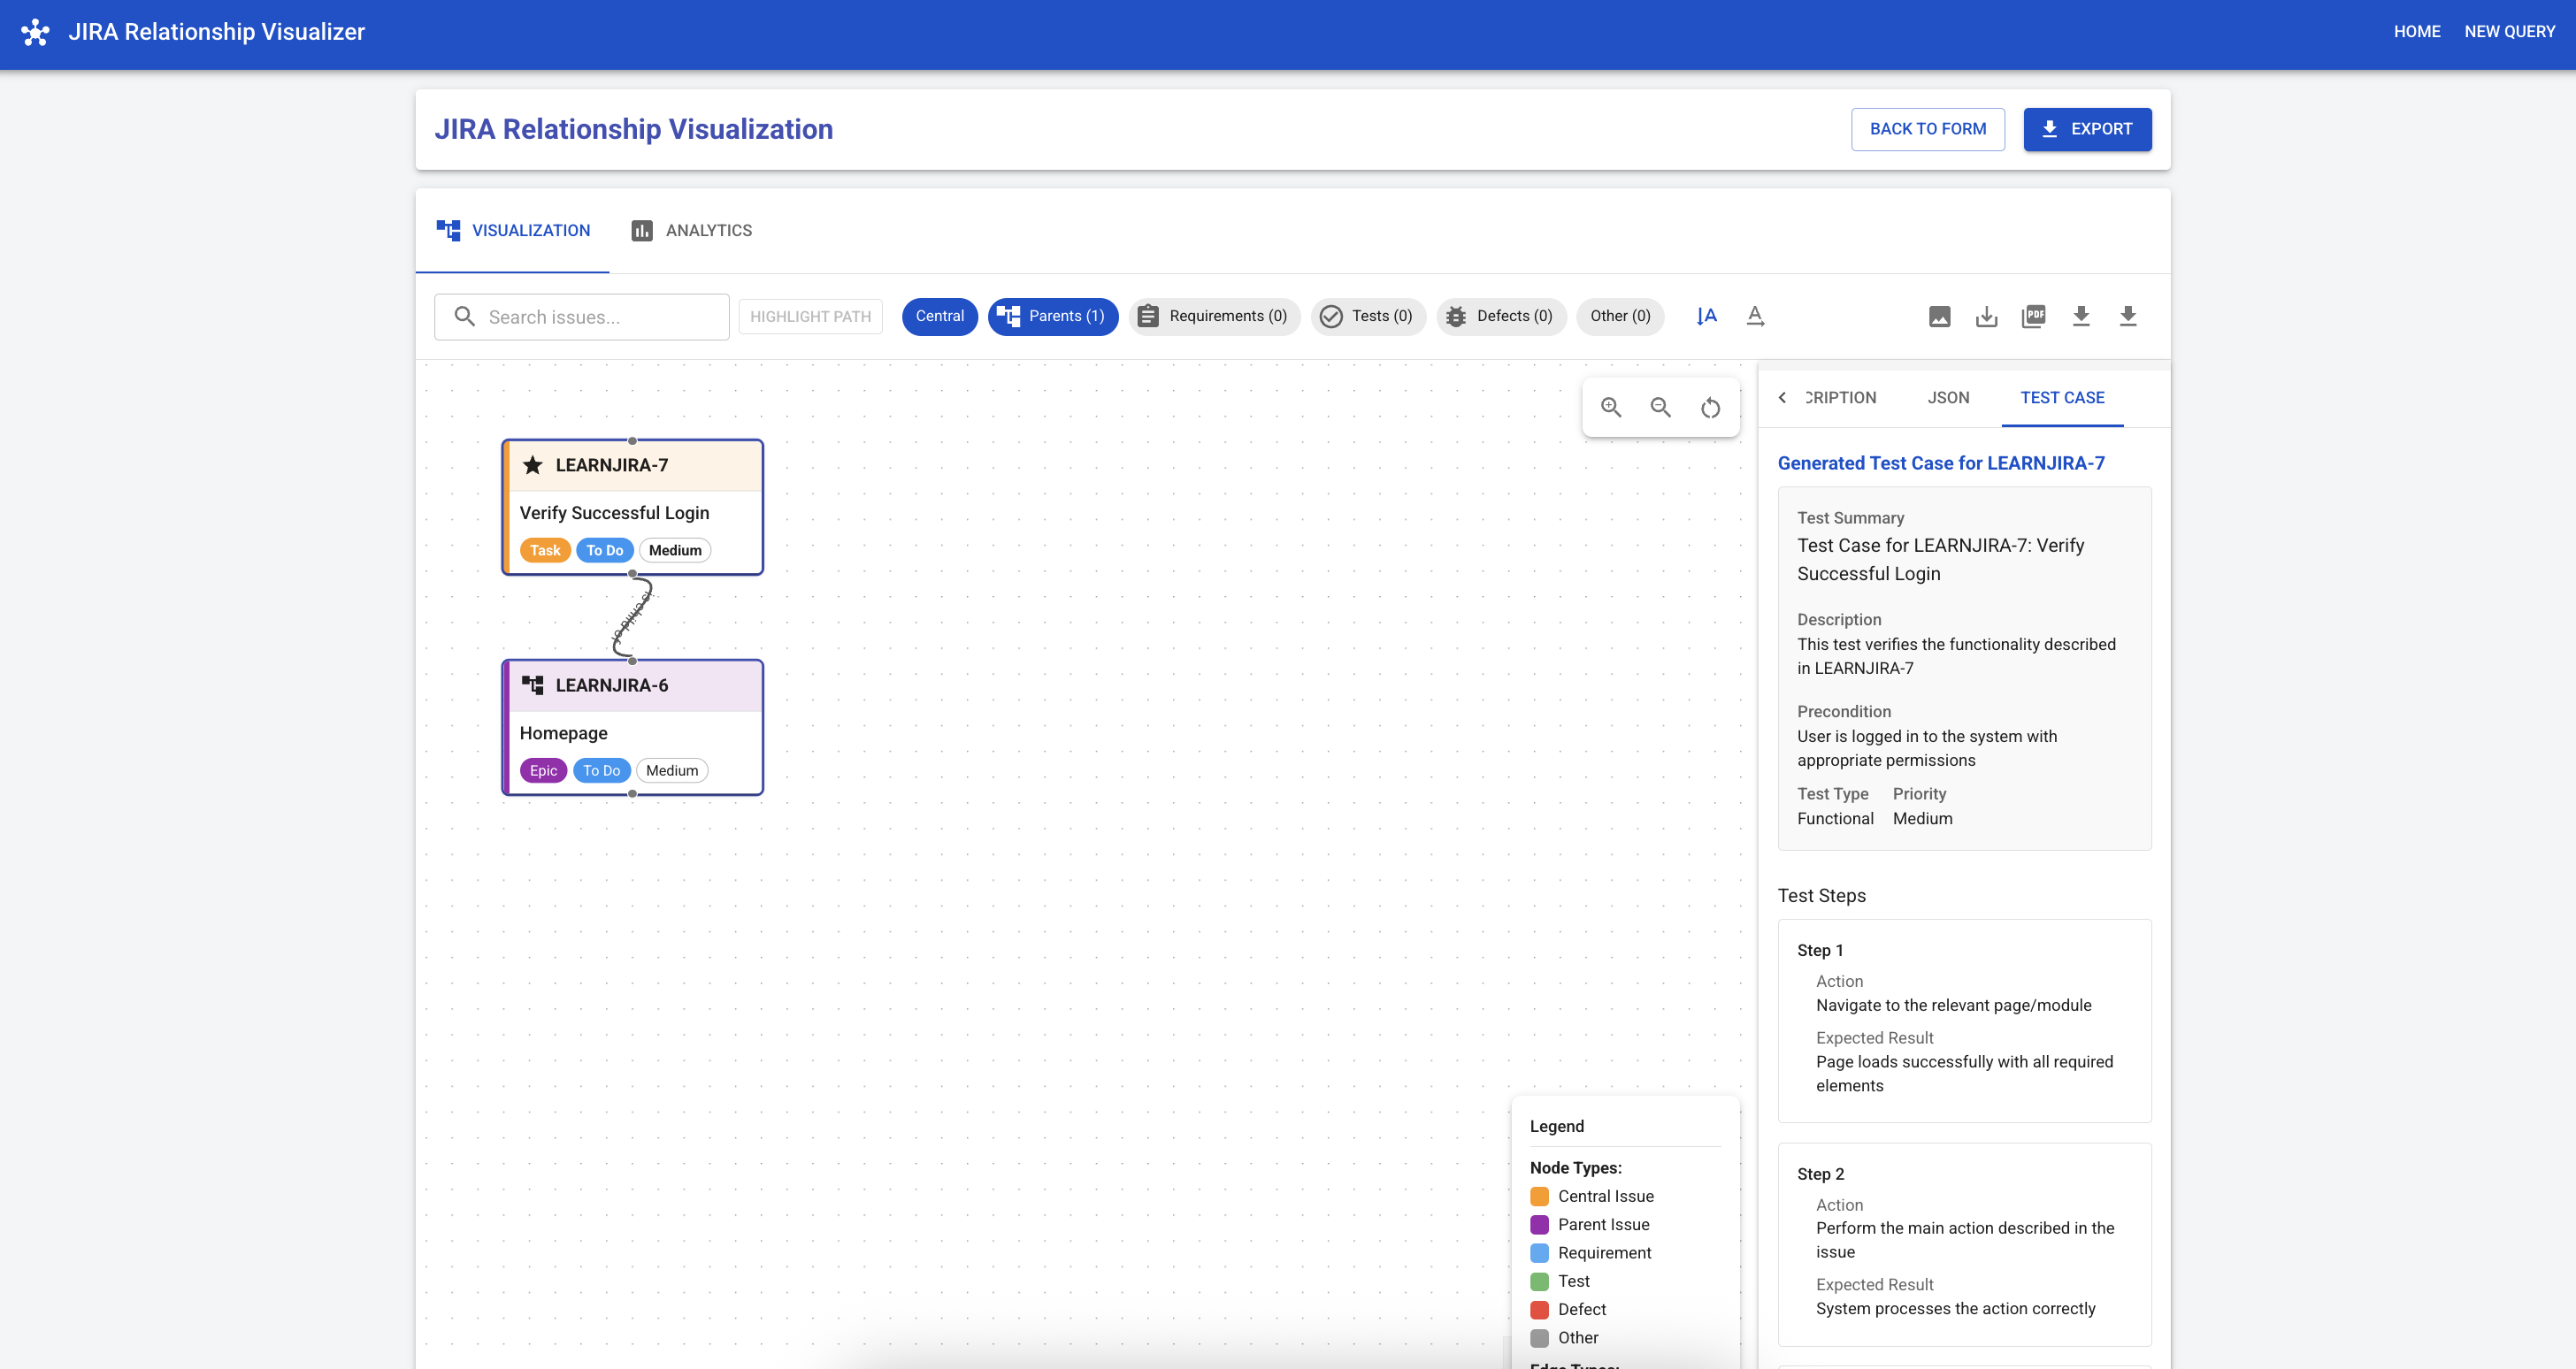 JIRA Relationship Visualizer
HOME
NEW QUERY
JIRA Relationship Visualization
BACK TO FORM
EXPORT
VISUALIZATION
ANALYTICS
Search issues...
HIGHLIGHT PATH
Central
Parents (1)
Requirements (0)
Tests (0)
Defects (0)
Other (0)
PDF
LEARNJIRA-7
Verify Successful Login
Task
To Do
Medium
is child of
LEARNJIRA-6
Homepage
Epic
To Do
Medium
Legend
Node Types:
Central Issue
Parent Issue
Requirement
Test
Defect
Other
Edge Types:
CRIPTION
JSON
TEST CASE
Generated Test Case for LEARNJIRA-7
Test Summary
Test Case for LEARNJIRA-7: Verify
Successful Login
Description
This test verifies the functionality described
in LEARNJIRA-7
Precondition
User is logged in to the system with
appropriate permissions
Test Type
Priority
Functional
Medium
Test Steps
Step 1
Action
Navigate to the relevant page/module
Expected Result
Page loads successfully with all required
elements
Step 2
Action
Perform the main action described in the
issue
Expected Result
System processes the action correctly